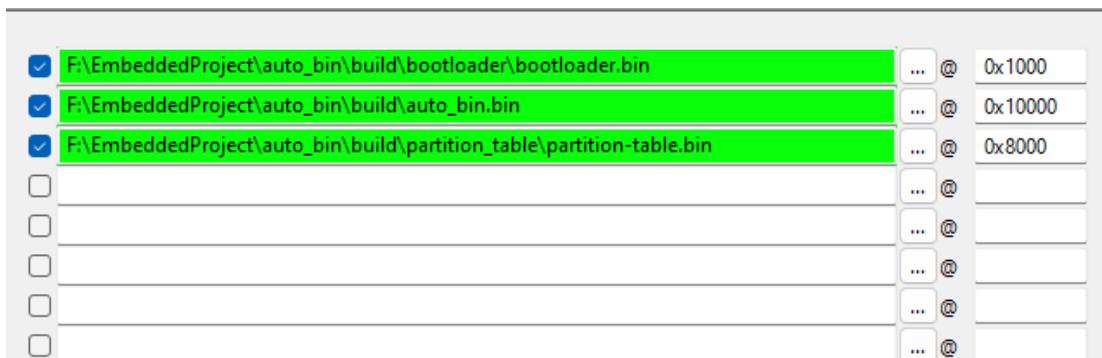 F:\EmbeddedProject\auto_bin\build\bootloader\bootloader.bin ... @ 0x1000
F:\EmbeddedProject\auto_bin\build\auto_bin.bin ... @ 0x10000
F:\EmbeddedProject\auto_bin\build\partition_table\partition-table.bin ... @ 0x8000
... @
... @
... @
... @
... @